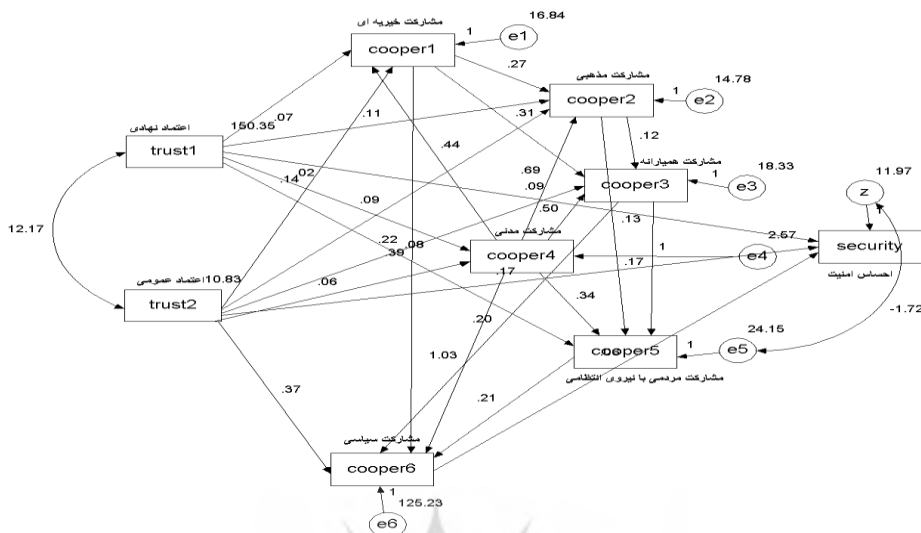 مشارکت خیریه ای
cooper1
1
e1
16.84
.27
مشارکت مذهبی
cooper2
1
e2
14.78
.07
150.35
.11
.31
.12
اعتماد نهادی
trust1
.44
مشارکت همیارانه
cooper3
1
e3
18.33
.69
.09
.14
.02
.09
.50
.13
z
11.97
مشارکت مدنی
cooper4
1
e4
2.57
security
احساس امنیت
12.17
.22
.08
.39
.17
.17
اعتماد عمومی
10.83
trust2
.06
.34
-1.72
.20
cooper5
1
e5
24.15
1.03
مشارکت مردمی با نیروی انتظامی
.37
.21
مشارکت سیاسی
cooper6
1
125.23
e6